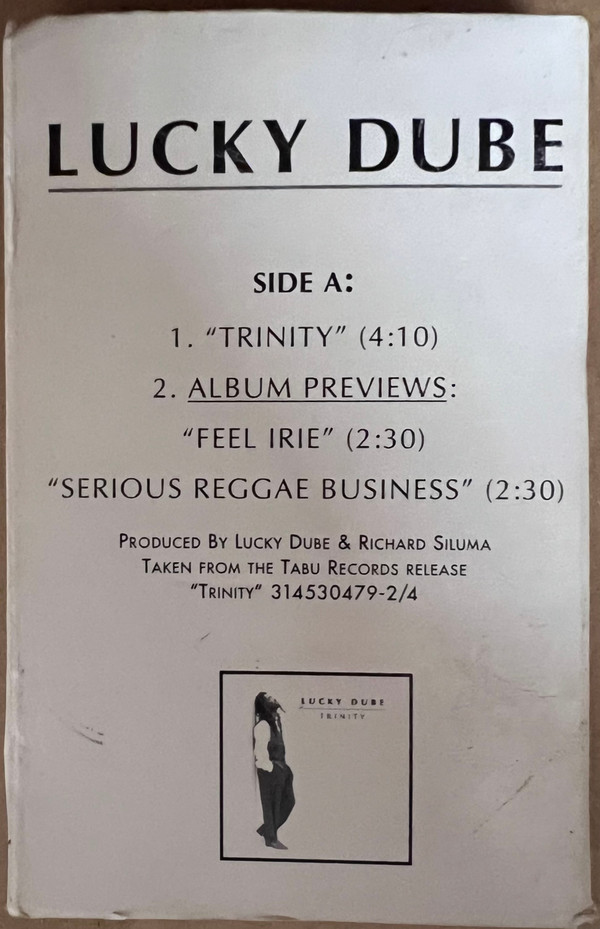 LUCKY DUBE
SIDE A:
1. “TRINITY” (4:10)
2. ALBUM PREVIEWS:
“FEEL IRIE” (2:30)
“SERIOUS REGGAE BUSINESS” (2:30)
PRODUCED BY LUCKY DUBE & RICHARD SILUMA
TAKEN FROM THE TABU RECORDS RELEASE
“TRINITY” 314530479-2/4
LUCKY DUBE
TRINITY